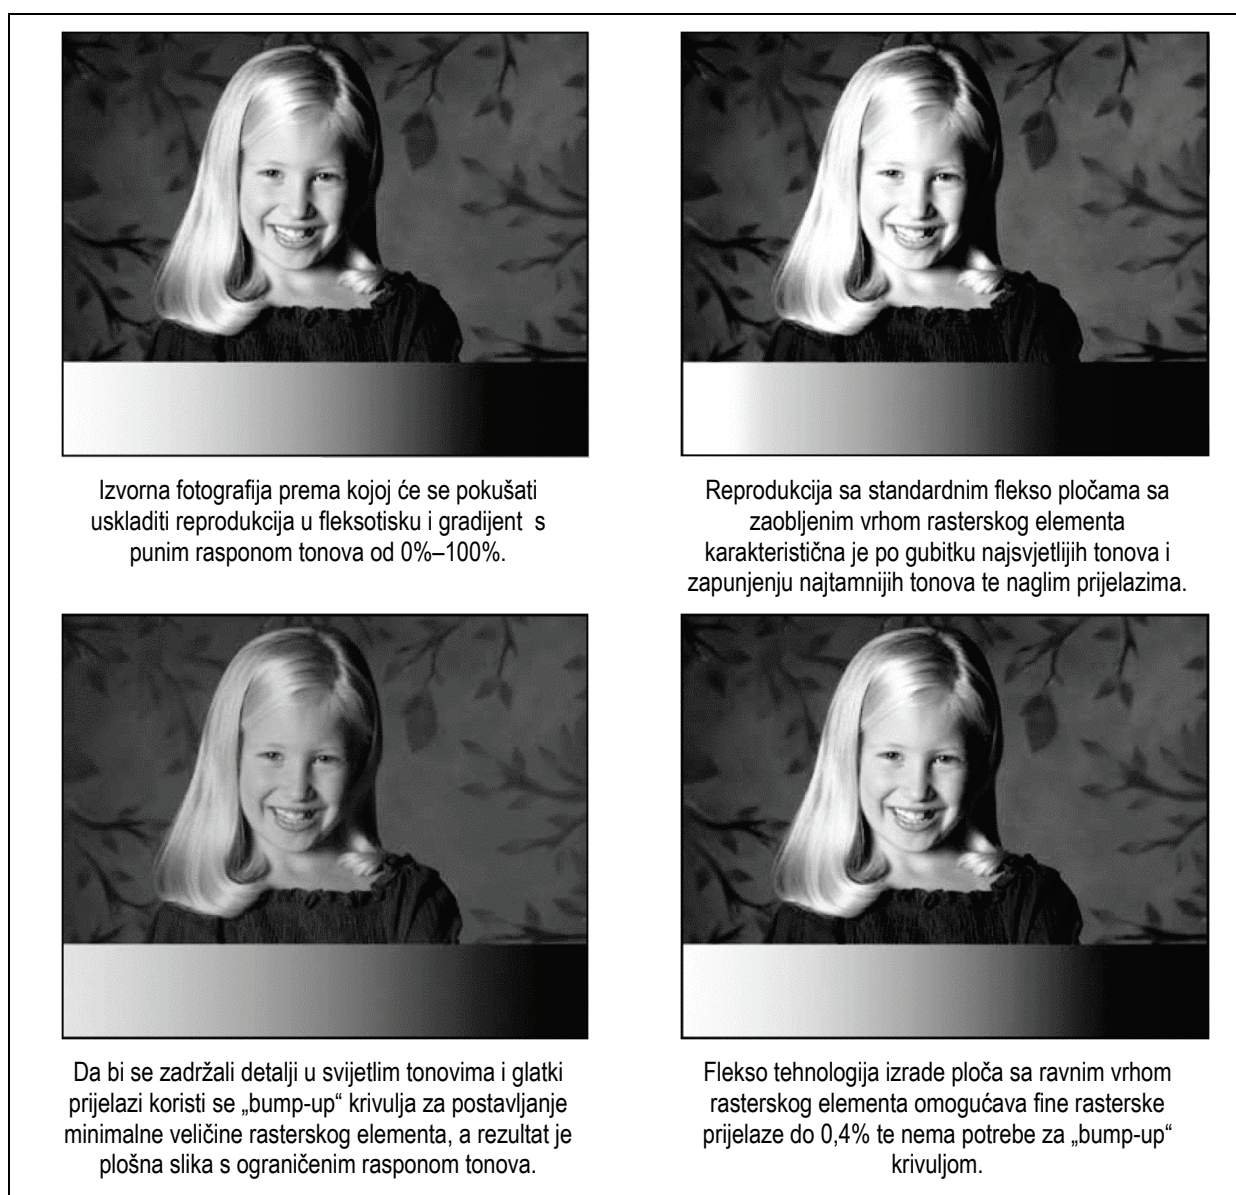 Izvorna fotografija prema kojoj će se pokušati
uskladiti reprodukcija u fleksotisku i gradijent s
punim rasponom tonova od 0%–100%.
Reprodukcija sa standardnim flekso pločama sa
zaobljenim vrhom rasterskog elementa
karakteristična je po gubitku najsvjetlijih tonova i
zapunjenju najtamnijih tonova te naglim prijelazima.
Da bi se zadržali detalji u svijetlim tonovima i glatki
prijelazi koristi se „bump-up“ krivulja za postavljanje
minimalne veličine rasterskog elementa, a rezultat je
plošna slika s ograničenim rasponom tonova.
Flekso tehnologija izrade ploča sa ravnim vrhom
rasterskog elementa omogućava fine rasterske
prijelaze do 0,4% te nema potrebe za „bump-up“
krivuljom.